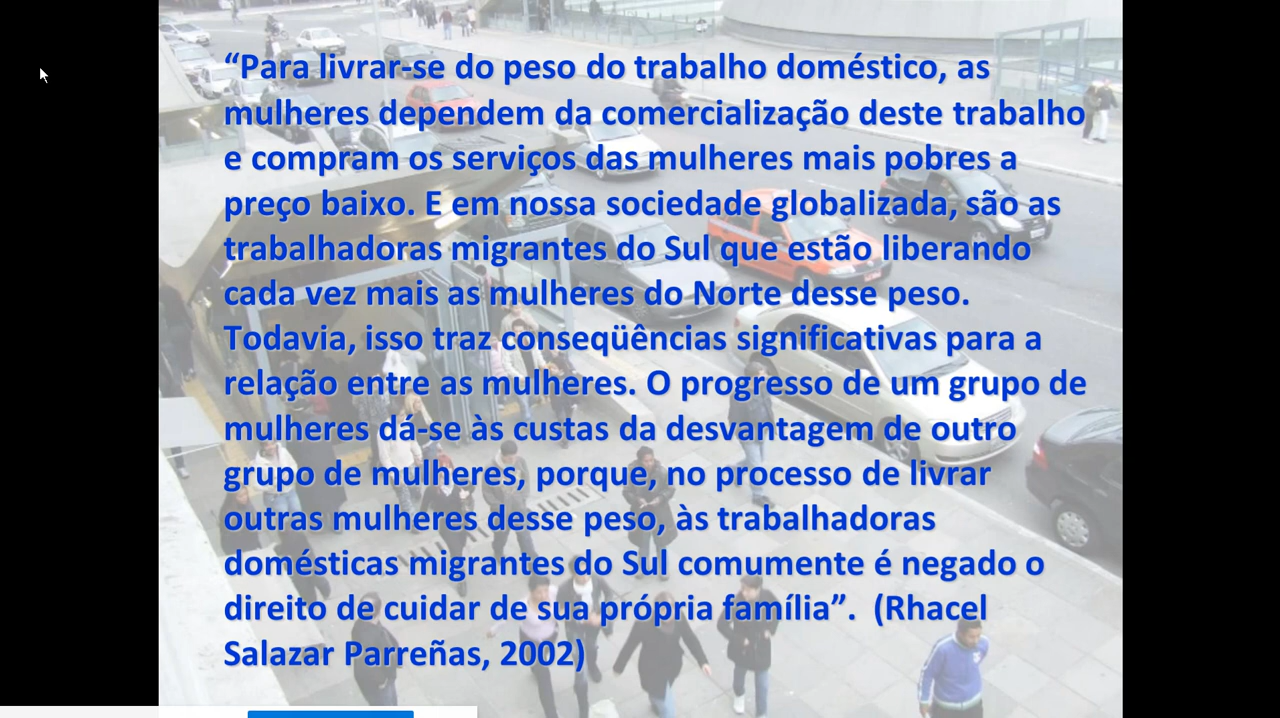 “Para livrar-se do peso do trabalho doméstico, as
mulheres dependem da comercialização deste trabalho
e compram os serviços das mulheres mais pobres a
preço baixo. E em nossa sociedade globalizada, são as
trabalhadoras migrantes do Sul que estão liberando
cada vez mais as mulheres do Norte desse peso.
Todavia, isso traz conseqüências significativas para a
relação entre as mulheres. O progresso de um grupo de
mulheres dá-se às custas da desvantagem de outro
grupo de mulheres, porque, no processo de livrar
outras mulheres desse peso, às trabalhadoras
domésticas migrantes do Sul comumente é negado o
direito de cuidar de sua própria família”.  (Rhacel
Salazar Parreñas, 2002)